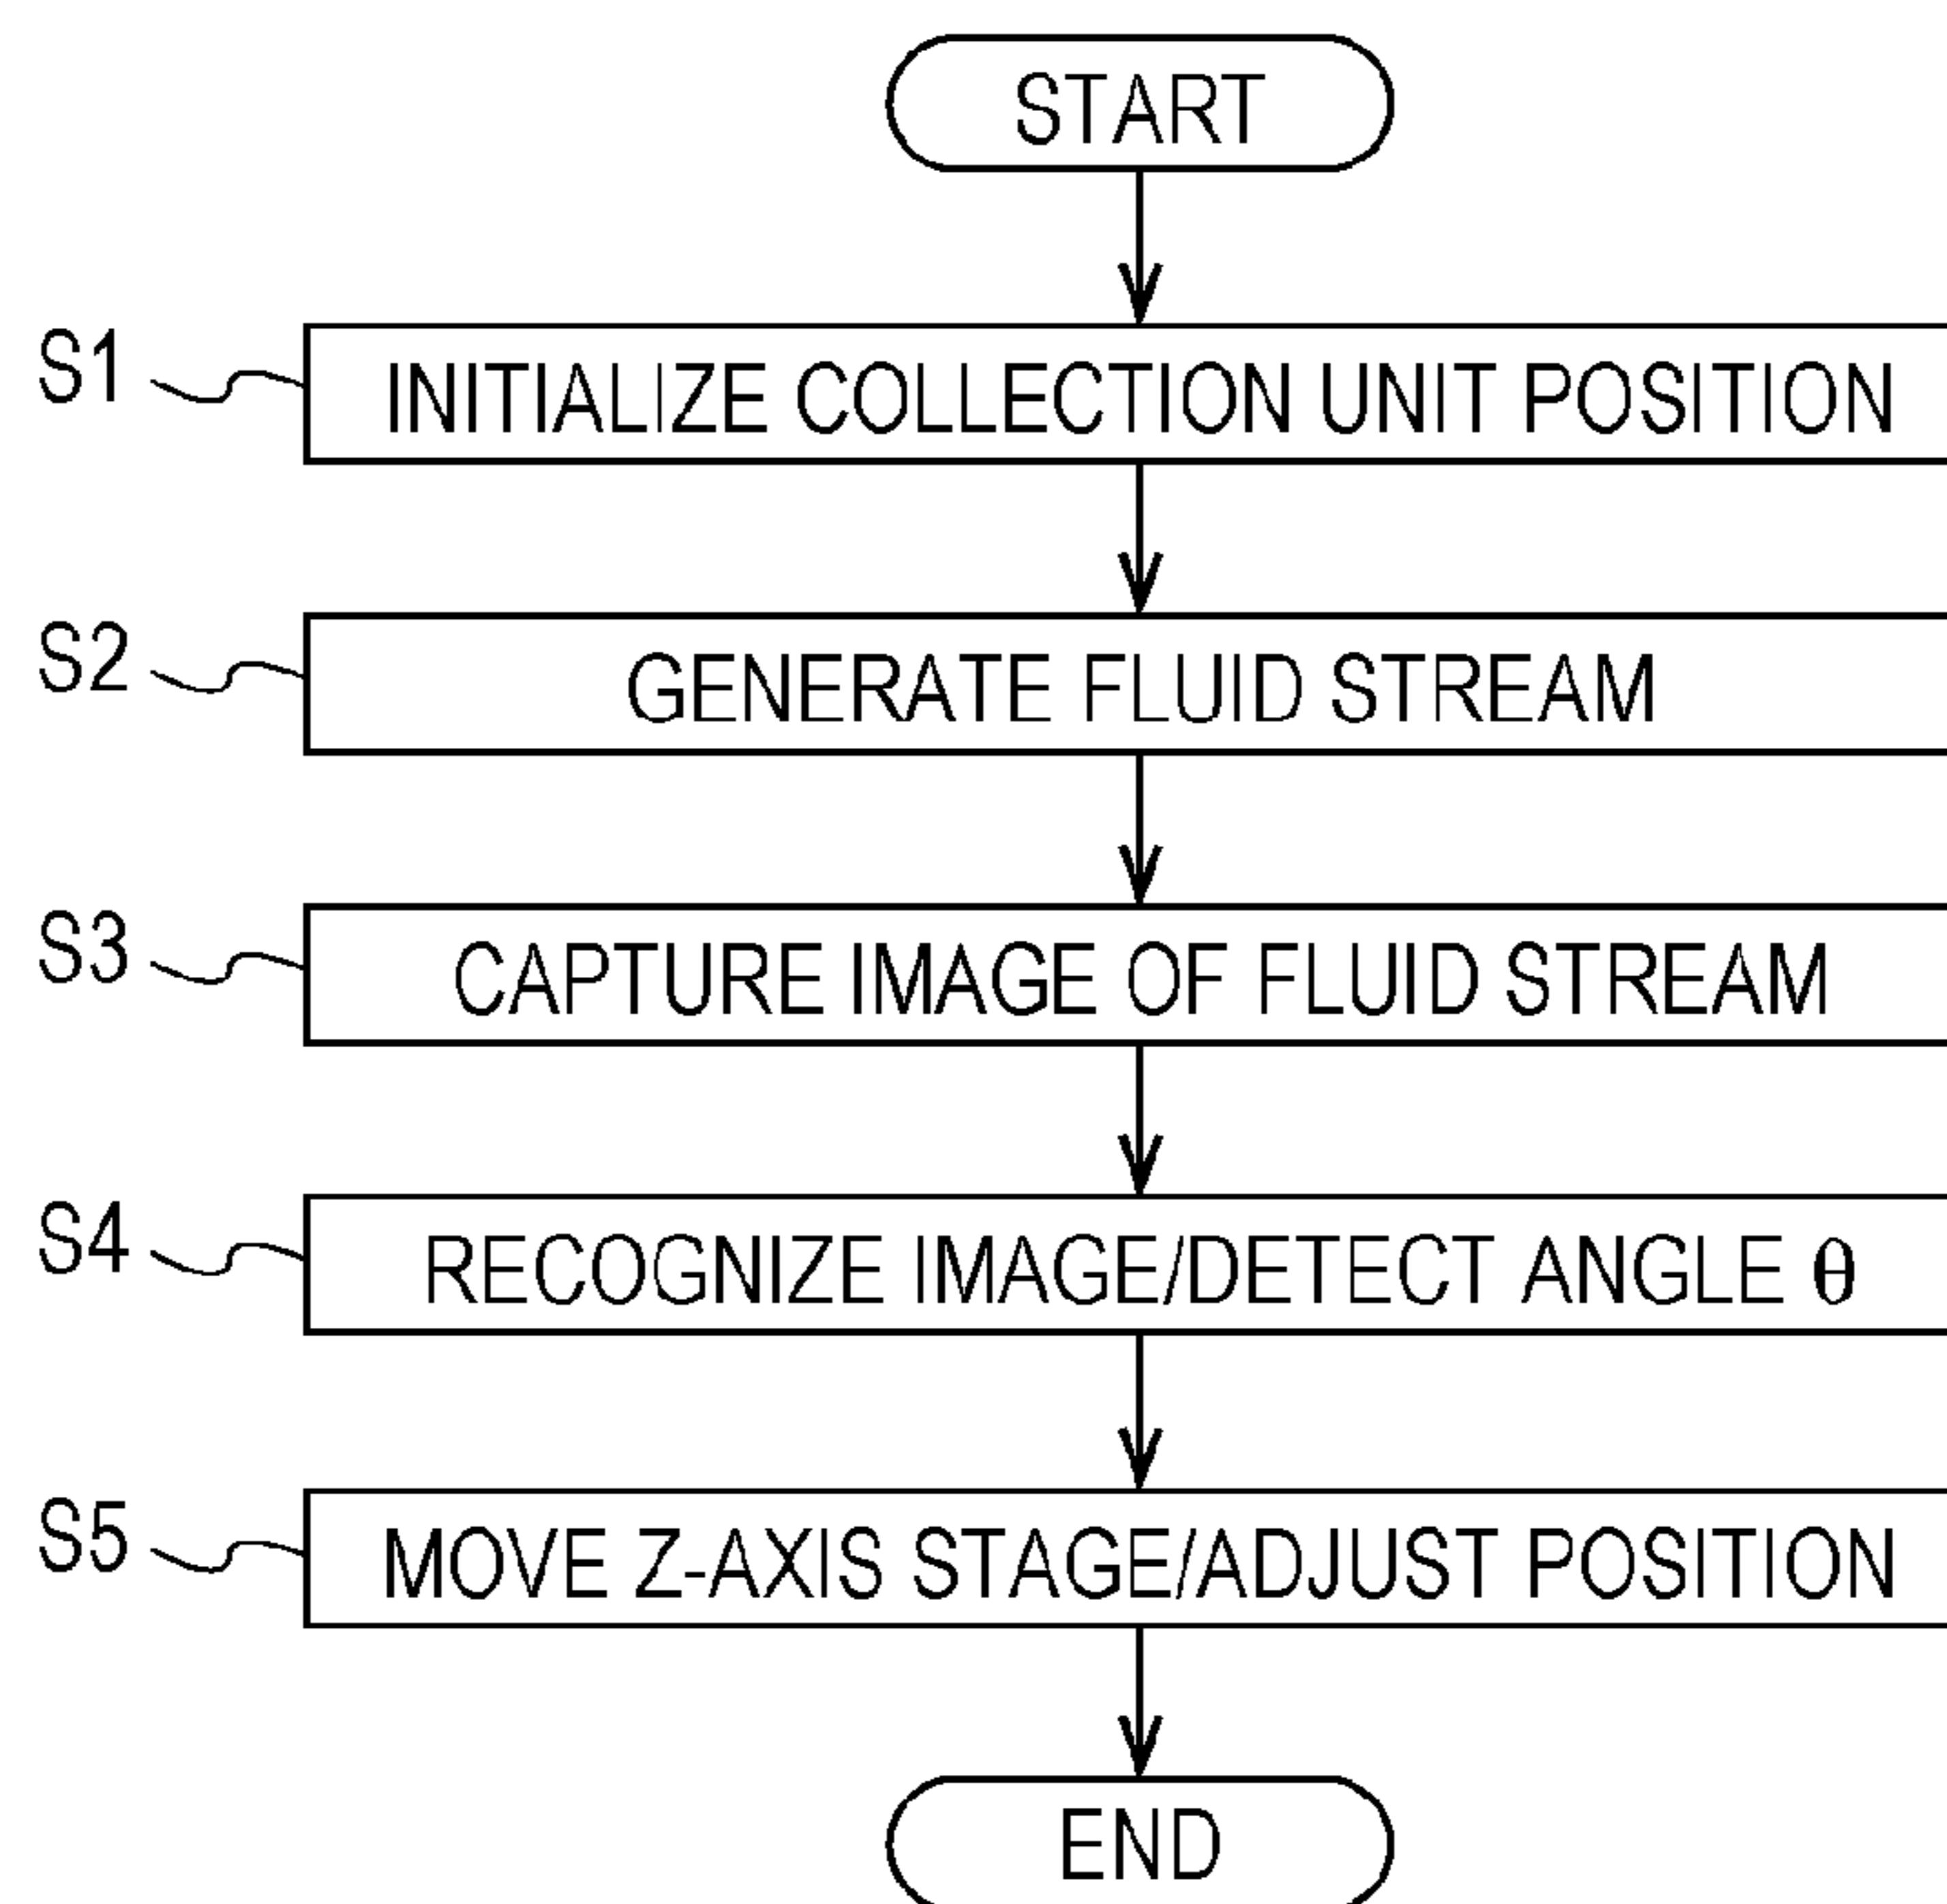 START
S1 INITIALIZE COLLECTION UNIT POSITION
S2 GENERATE FLUID STREAM
S3 CAPTURE IMAGE OF FLUID STREAM
S4 RECOGNIZE IMAGE/DETECT ANGLE θ
S5 MOVE Z-AXIS STAGE/ADJUST POSITION
END